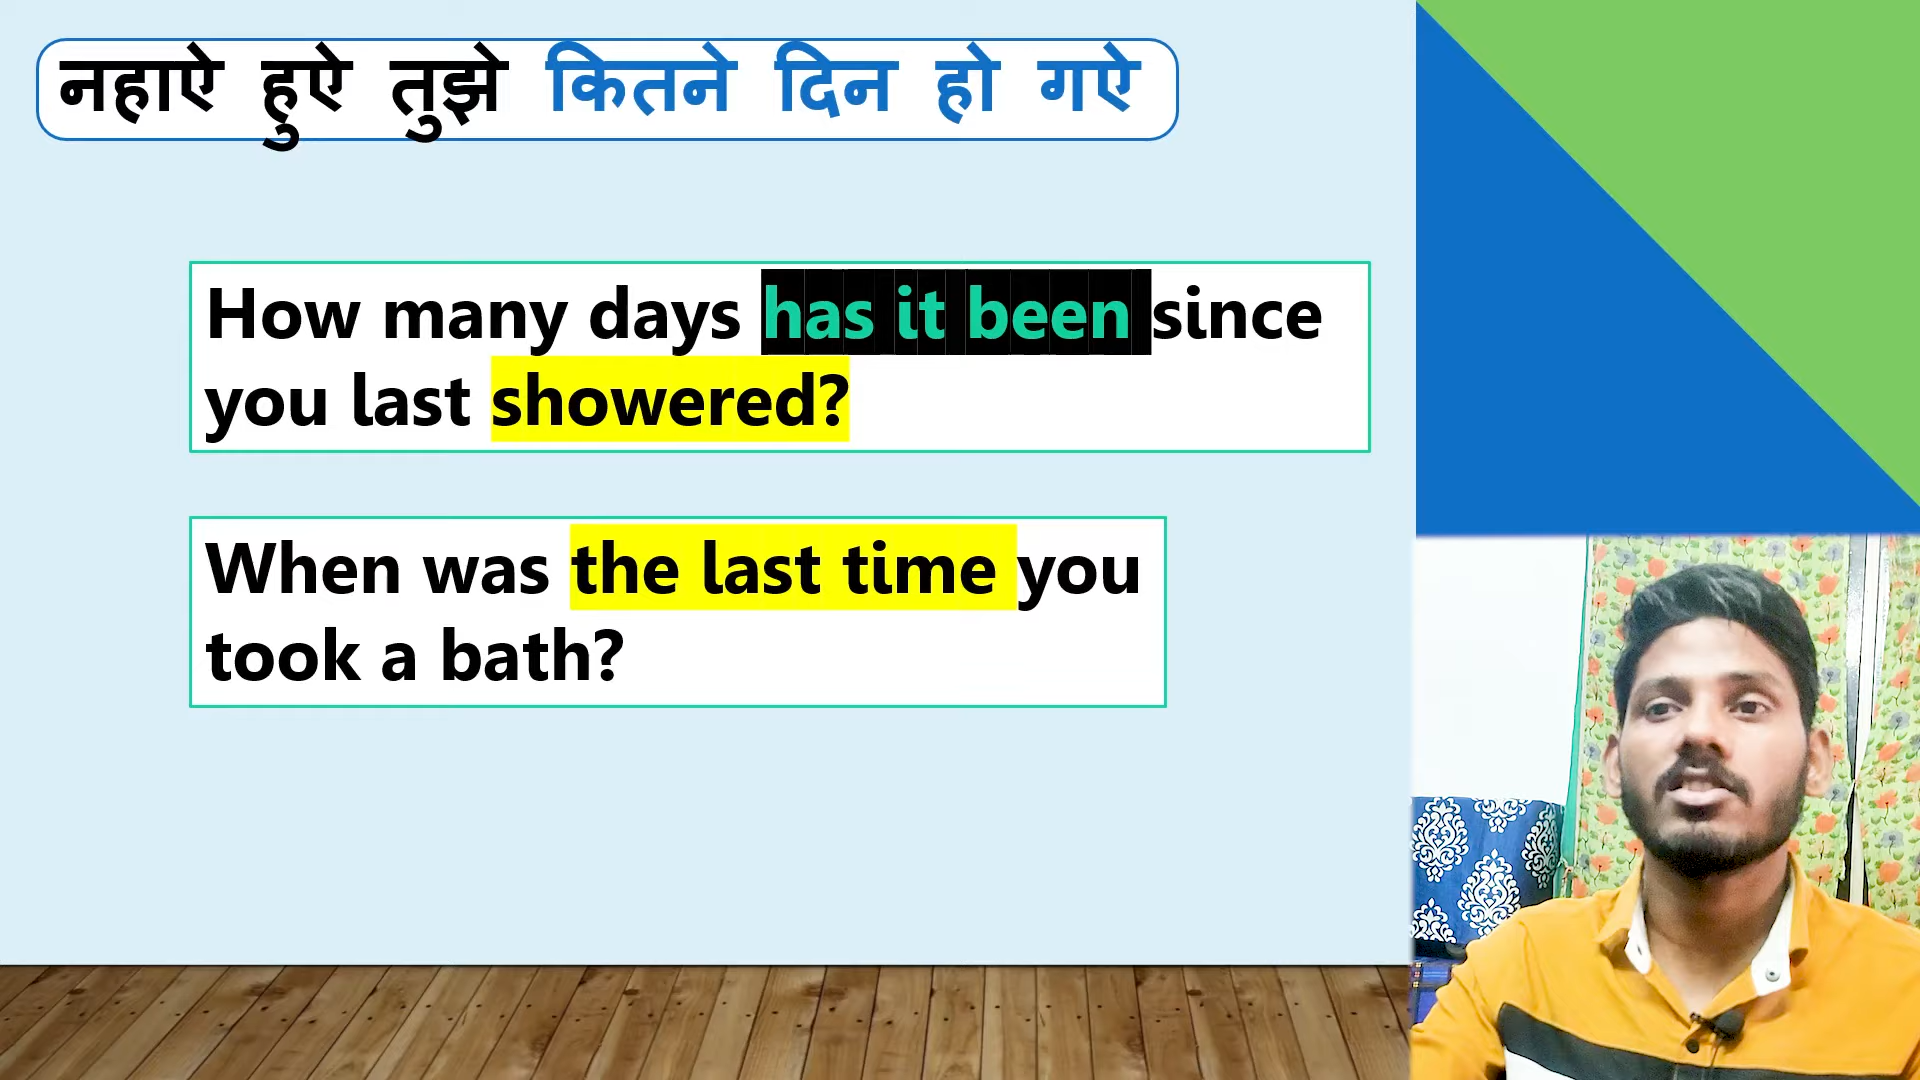 नहाऐ हुऐ तुझे कितने दिन हो गऐ
How many days has it been since
you last showered?
When was the last time you
took a bath?